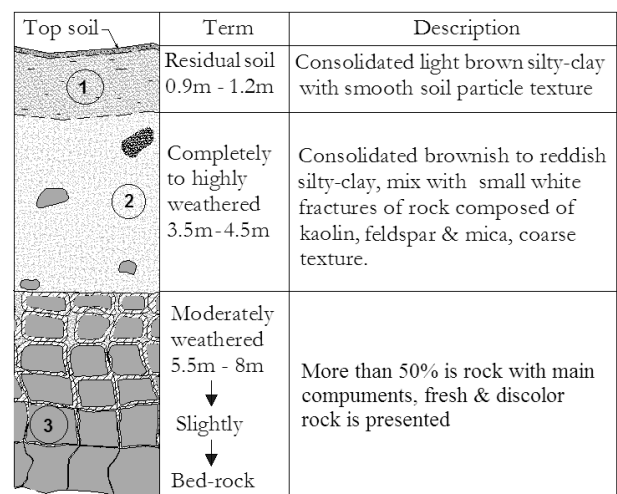 Top soil
Term
Description
1
Residual soil
0.9m - 1.2m
Consolidated light brown silty-clay
with smooth soil particle texture
2
Completely
to highly
weathered
3.5m-4.5m
Consolidated brownish to reddish
silty-clay, mix with small white
fractures of rock composed of
kaolin, feldspar & mica, coarse
texture.
3
Moderately
weathered
5.5m - 8m
Slightly
Bed-rock
More than 50% is rock with main
compuments, fresh & discolor
rock is presented